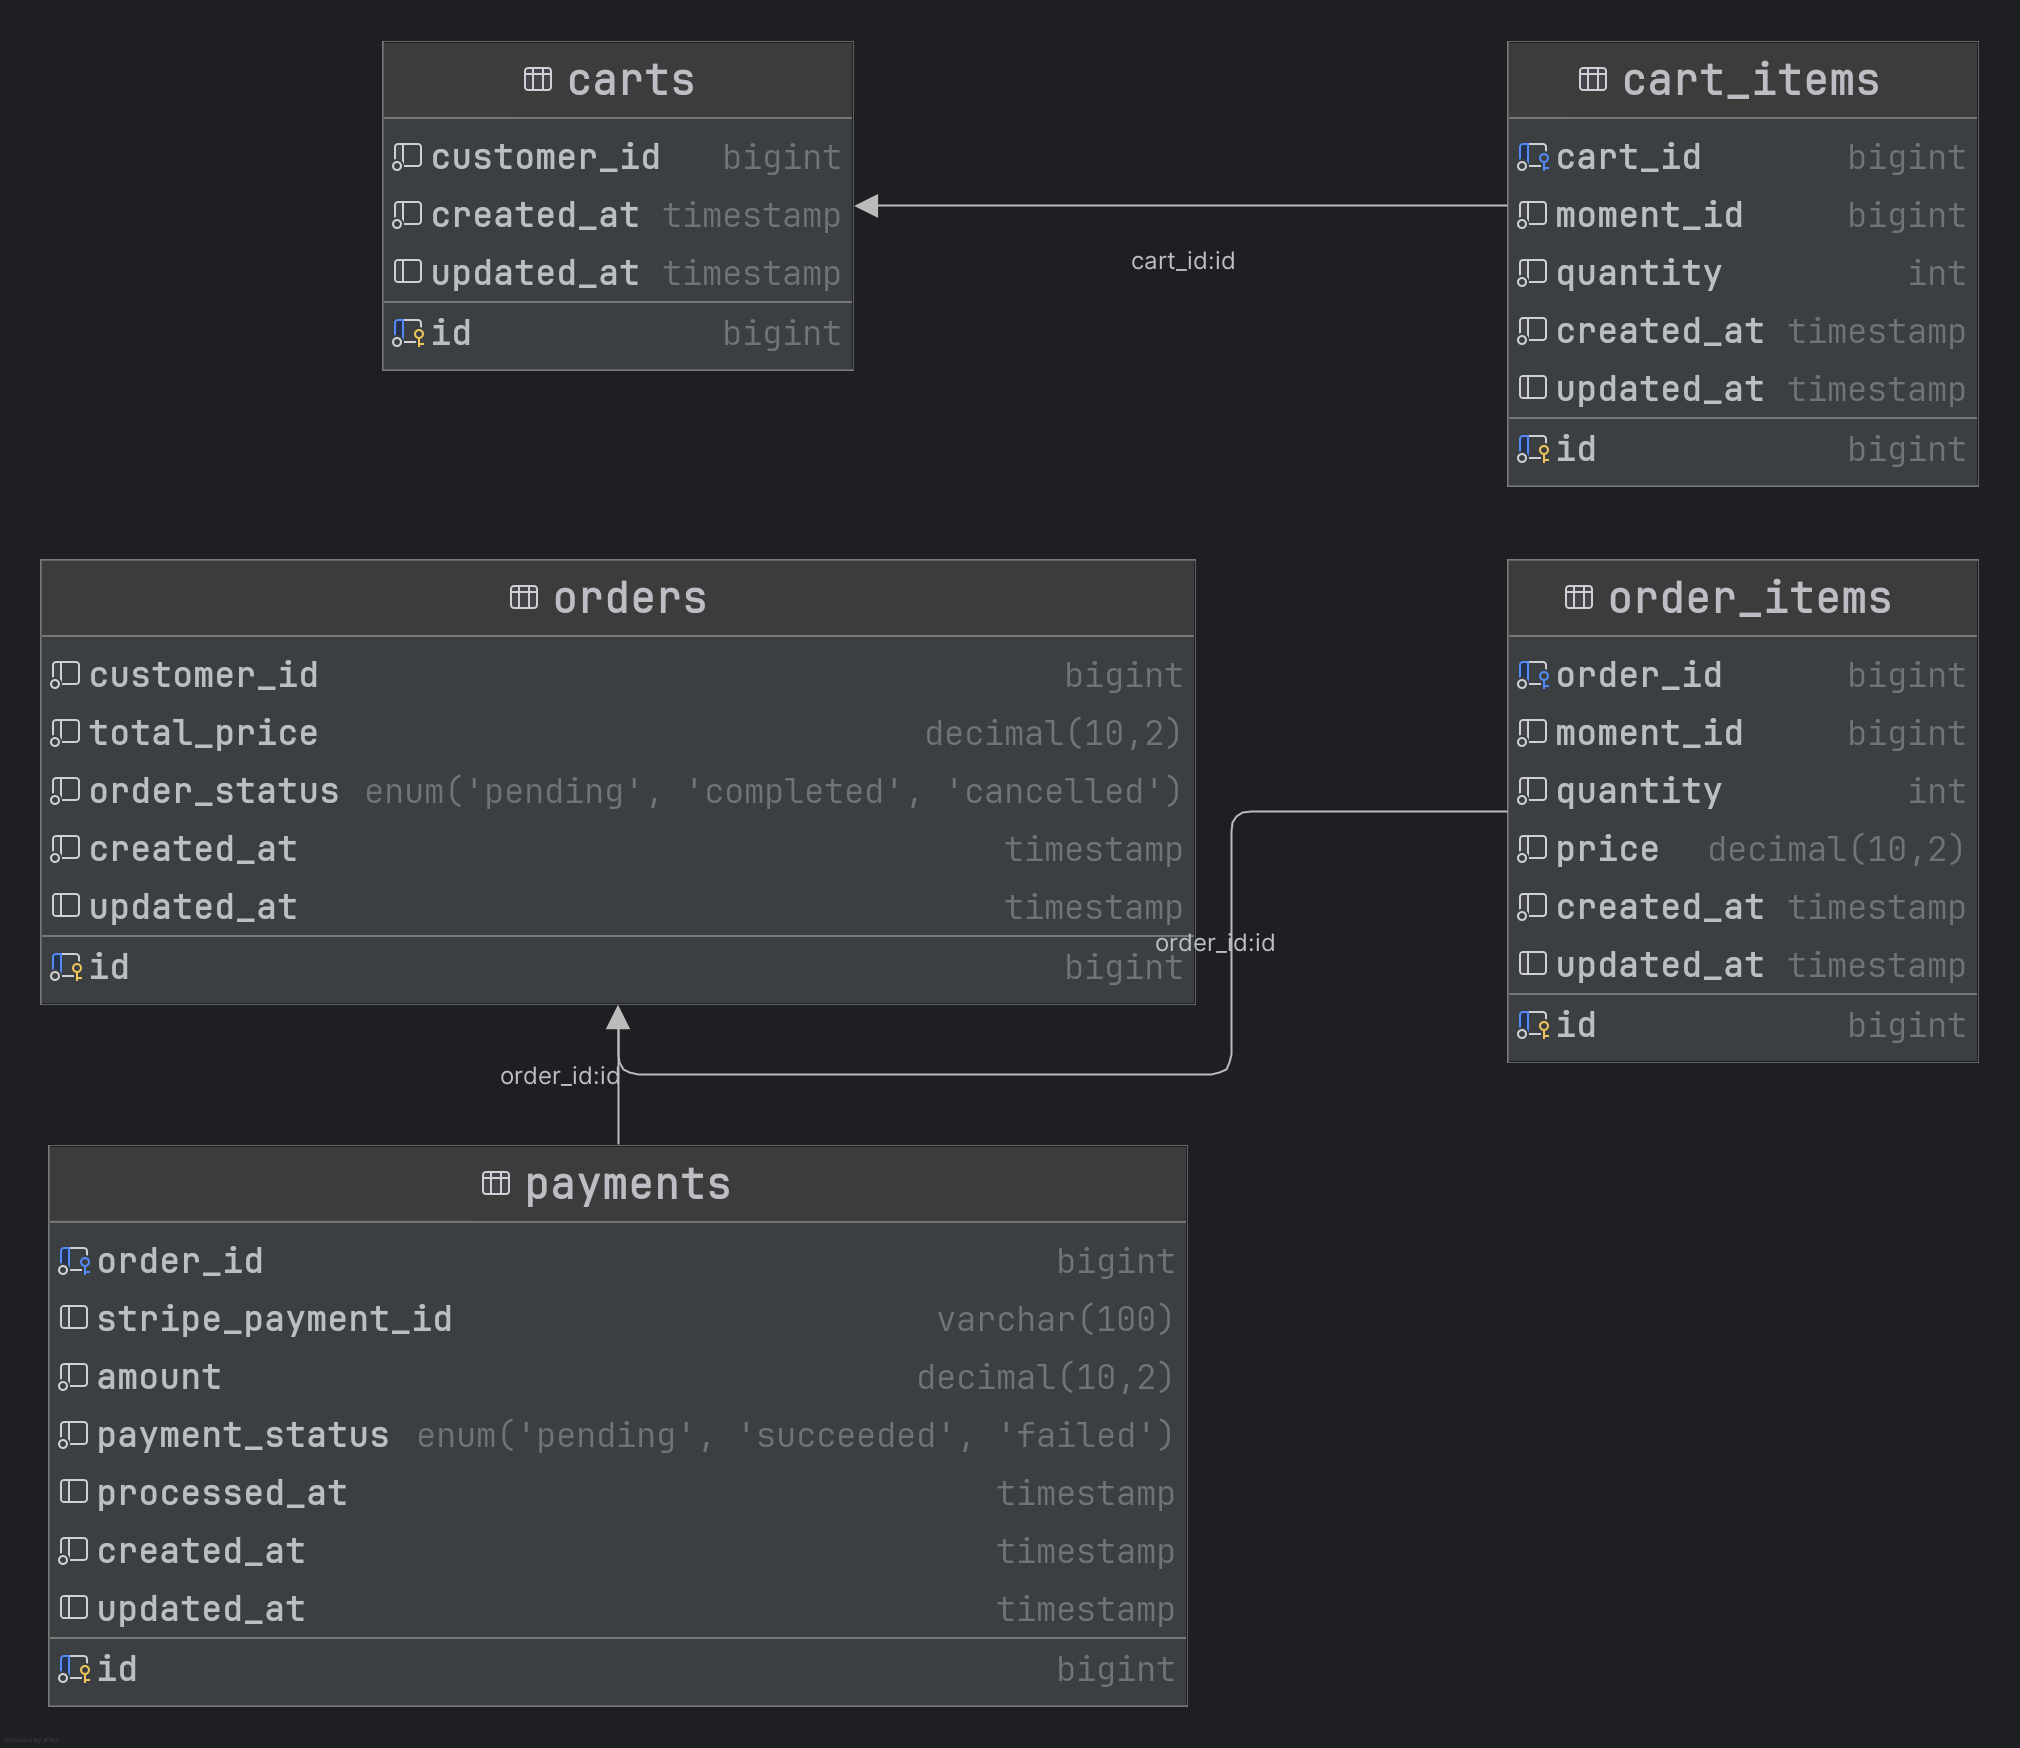 carts
customer_id bigint
created_at timestamp
updated_at timestamp
id bigint
cart_id:id
cart_items
cart_id bigint
moment_id bigint
quantity int
created_at timestamp
updated_at timestamp
id bigint
orders
customer_id bigint
total_price decimal(10,2)
order_status enum('pending', 'completed', 'cancelled')
created_at timestamp
updated_at timestamp
id bigint
order_id:id
order_items
order_id bigint
moment_id bigint
quantity int
price decimal(10,2)
created_at timestamp
updated_at timestamp
id bigint
order_id:id
payments
order_id bigint
stripe_payment_id varchar(100)
amount decimal(10,2)
payment_status enum('pending', 'succeeded', 'failed')
processed_at timestamp
created_at timestamp
updated_at timestamp
id bigint